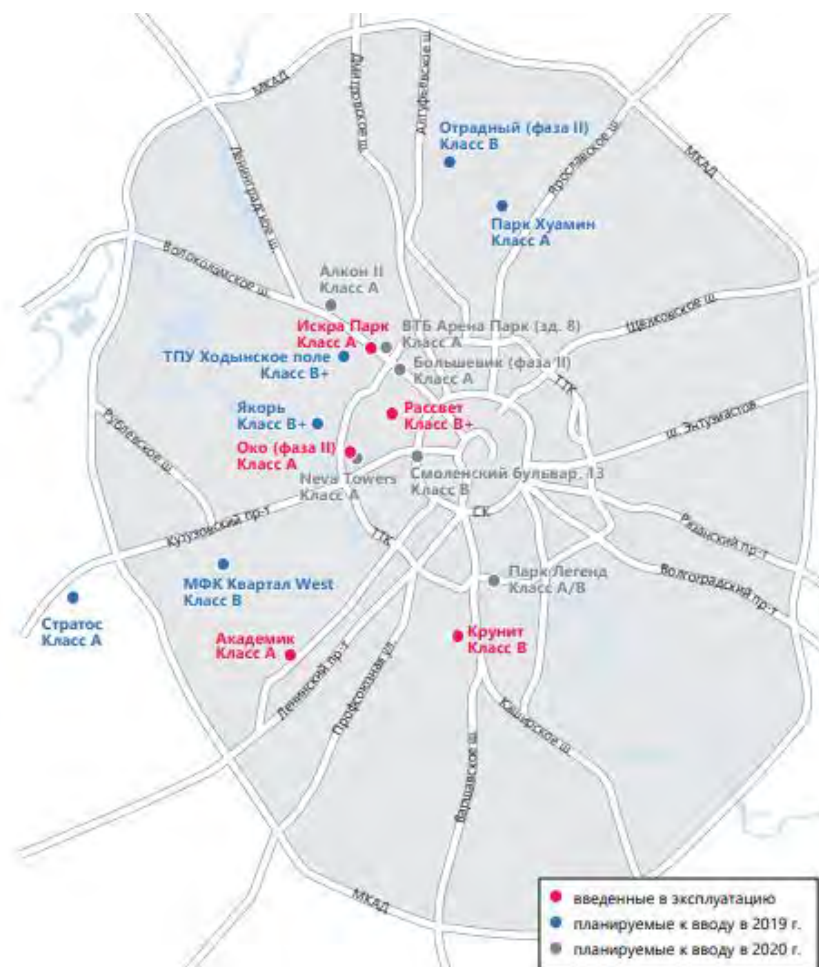 МКАД
Дмитровское ш.
Алтуфьевское ш.
Отрадный (фаза II)
Класс B
Ярославское ш.
МКАД
Ленинградское ш.
Парк Хуамин
Класс A
Волоколамское ш.
Алкон II
Класс A
Щелковское ш.
Искра Парк
Класс A
ВТБ Арена Парк (зд. 8)
Класс A
ТПУ Ходынское поле
Класс B+
Большевик (фаза II)
Класс A
ТТК
Якорь
Класс B+
Рассвет
Класс B+
Рублевское ш.
ш. Энтузиастов
Око (фаза II)
Класс A
Neva Towers
Класс A
Смоленский бульвар, 13
Класс B
СК
Кутузовский пр-т
ТТК
Рязанский пр-т
Волгоградский пр-т
МФК Квартал West
Класс B
Парк Легенд
Класс A/B
Стратос
Класс A
Академик
Класс A
Крунит
Класс B
Ленинский пр-т
Профсоюзная ул.
Каширское ш.
Варшавское ш.
МКАД
введенные в эксплуатацию
планируемые к вводу в 2019 г.
планируемые к вводу в 2020 г.